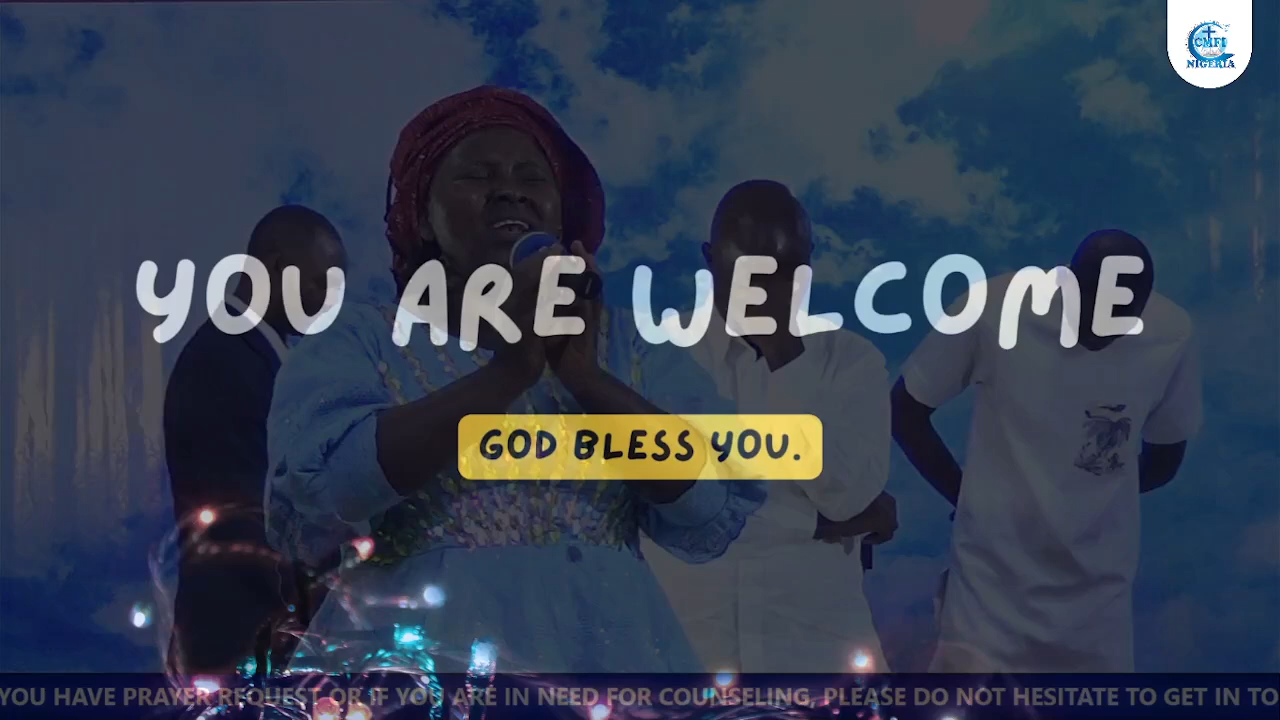 CMFI
NIGERIA
YOU ARE WELCOME
GOD BLESS YOU.
YOU HAVE PRAYER REQUEST OR IF YOU ARE IN NEED FOR COUNSELING, PLEASE DO NOT HESITATE TO GET IN TO